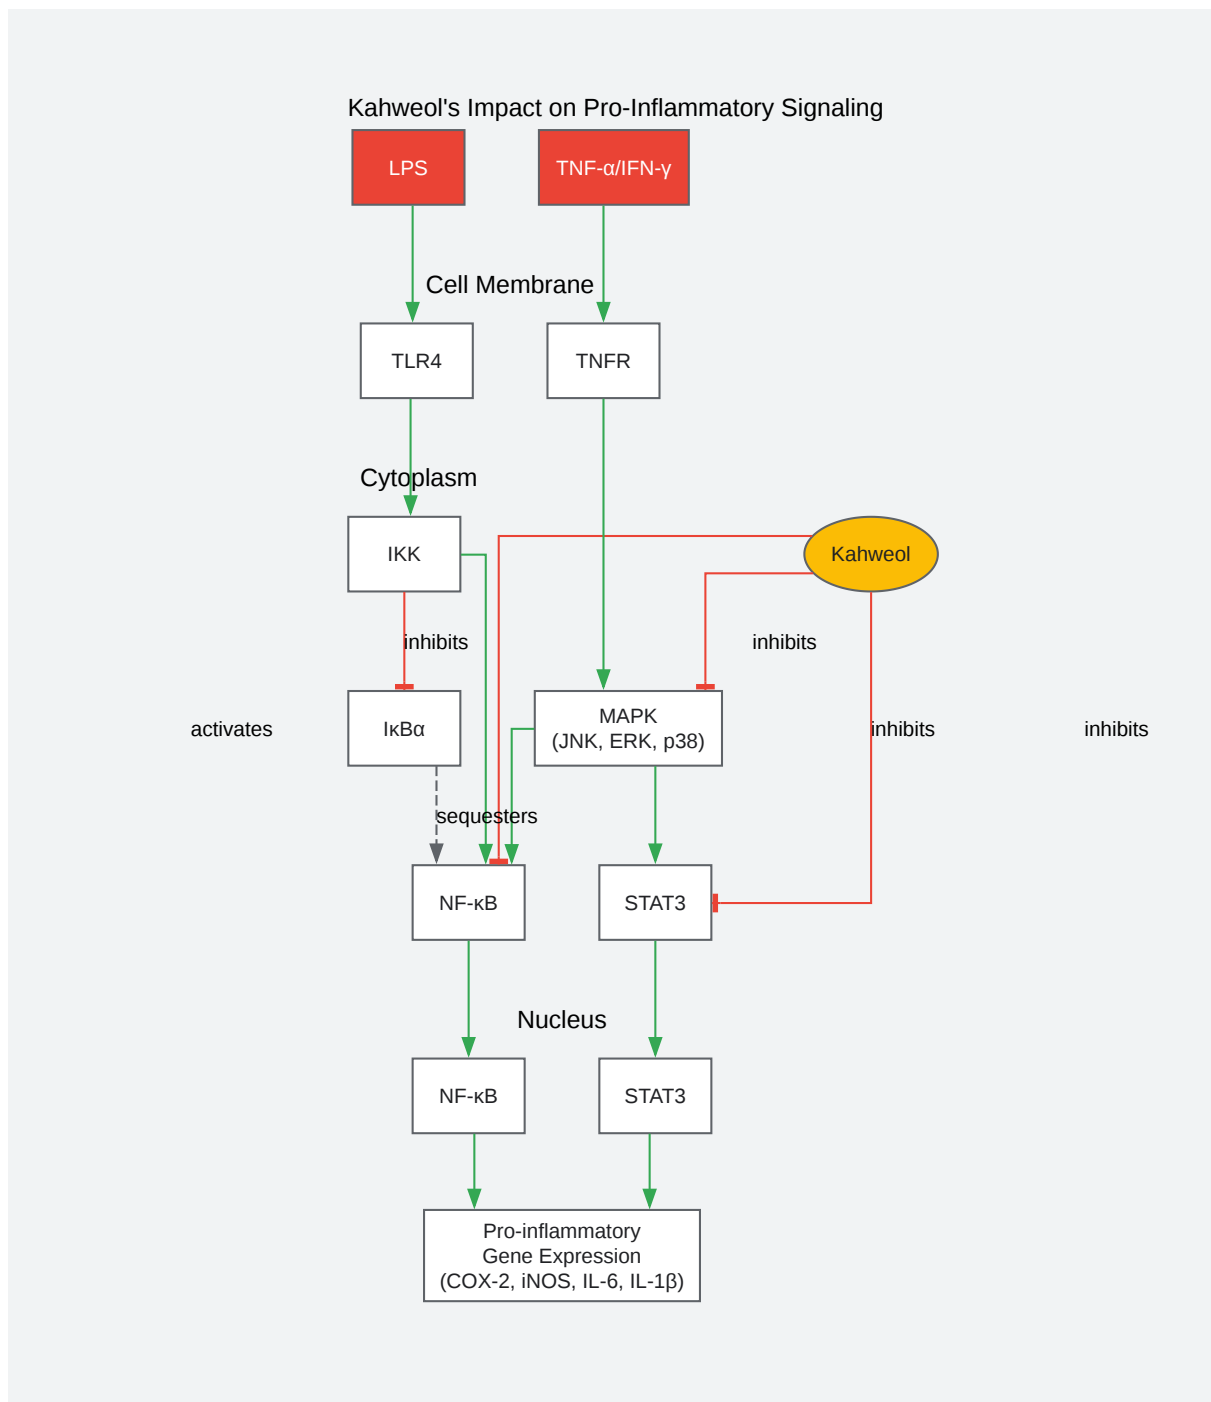 Kahweol's Impact on Pro-Inflammatory Signaling
LPS
TNF-α/IFN-γ
Cell Membrane
TLR4
TNFR
Cytoplasm
IKK
Kahweol
inhibits
inhibits
activates
IκBα
MAPK
(JNK, ERK, p38)
inhibits
inhibits
sequesters
NF-κB
STAT3
Nucleus
NF-κB
STAT3
Pro-inflammatory
Gene Expression
(COX-2, iNOS, IL-6, IL-1β)